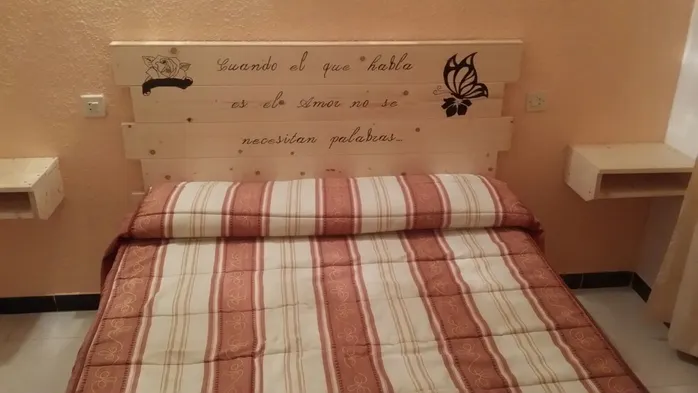 Cuando el que habla
es el Amor no se
necesitan palabras...